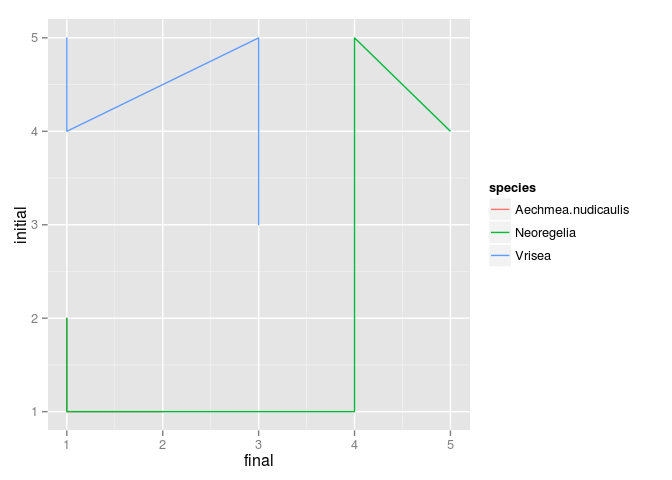 5
4
3
2
1
initial
1 2 3 4 5
final
species
Aechmea.nudicaulis
Neoregelia
Vrisea